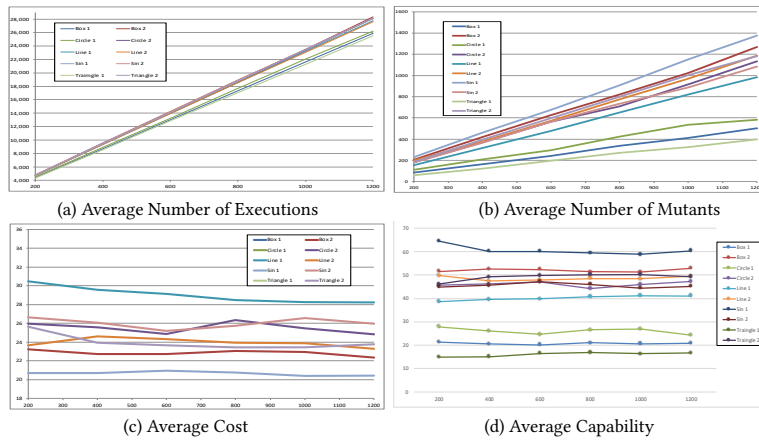 28,000
26,000
24,000
22,000
20,000
18,000
16,000
14,000
12,000
10,000
8,000
6,000
4,000
200 400 600 800 1000 1200
Box 1 Box 2
Circle 1 Circle 2
Line 1 Line 2
Sin 1 Sin 2
Traingle 1 Triangle 2
(a) Average Number of Executions
1600
1400
1200
1000
800
600
400
200
0
200 400 600 800 1000 1200
Box 1
Box 2
Circle 1
Circle 2
Line 1
Line 2
Sin 1
Sin 2
Triangle 1
Triangle 2
(b) Average Number of Mutants
36
34
32
30
28
26
24
22
20
18
200 300 400 500 600 700 800 900 1000 1100 1200
Box 1 Box 2
Circle 1 Circle 2
Line 1 Line 2
Sin 1 Sin 2
Triangle 1 Triangle 2
(c) Average Cost
70
60
50
40
30
20
10
0
200 400 600 800 1000 1200
Box 1
Box 2
Circle 1
Circle 2
Line 1
Line 2
Sin 1
Sin 2
Traingle 1
Traingle 2
(d) Average Capability